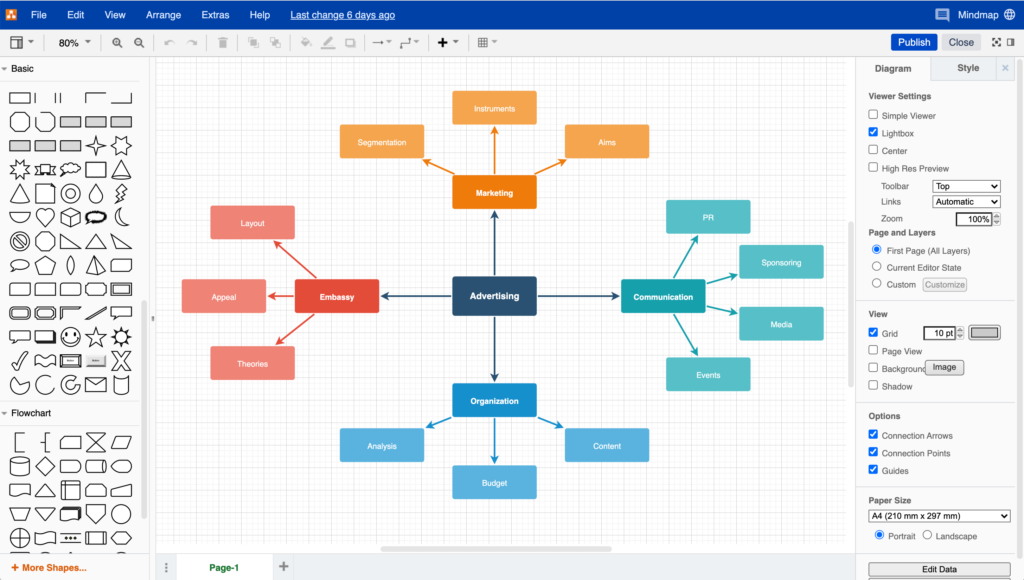 File Edit View Arrange Extras Help Last change 6 days ago Mindmap
80% Publish Close
Basic
Flowchart
+ More Shapes...
Instruments
Segmentation
Aims
Marketing
Layout
PR
Sponsoring
Appeal
Embassy
Advertising
Communication
Media
Theories
Events
Organization
Analysis
Content
Budget
Page-1
Diagram Style
Viewer Settings
Simple Viewer
Lightbox
Center
High Res Preview
Toolbar Top
Links Automatic
Zoom 100%
Page and Layers
First Page (All Layers)
Current Editor State
Custom Customize
View
Grid 10 pt
Page View
Background Image
Shadow
Options
Connection Arrows
Connection Points
Guides
Paper Size
A4 (210 mm x 297 mm)
Portrait Landscape
Edit Data